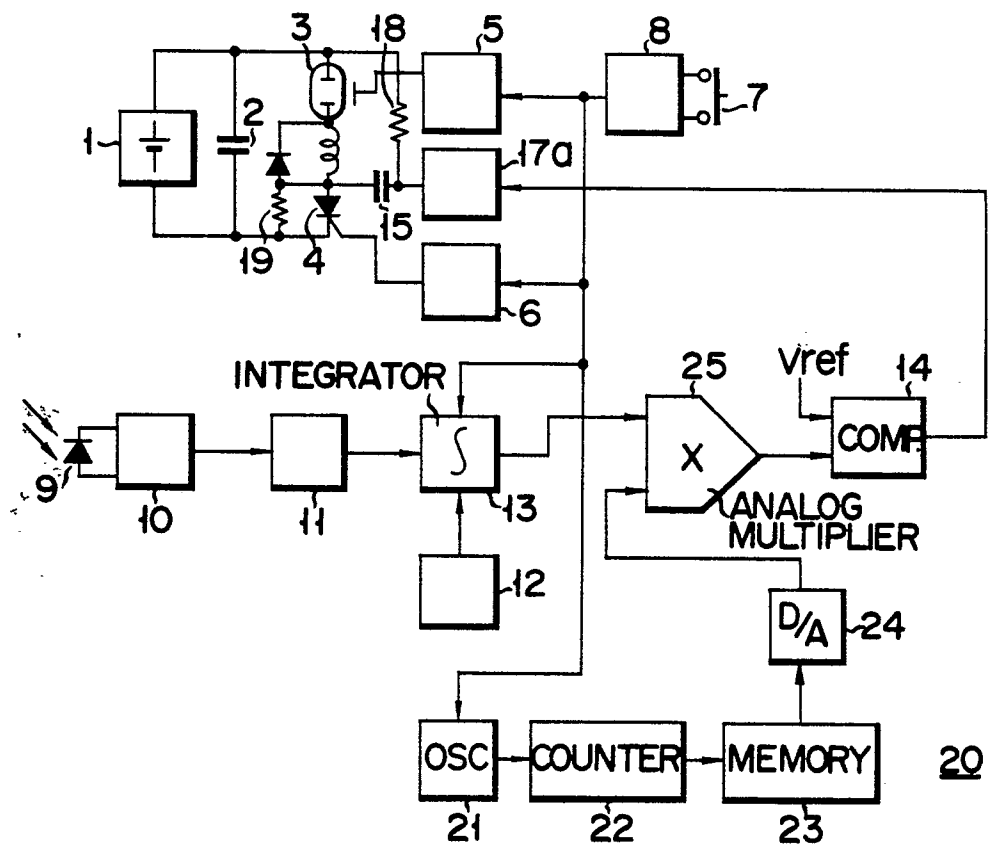 3
18
5
8
7
1
2
17a
19
4
15
6
INTEGRATOR
25
Vref
14
X
COMP.
9
10
11
∫
13
ANALOG
MULTIPLIER
12
D/A
24
OSC
COUNTER
MEMORY
20
21
22
23